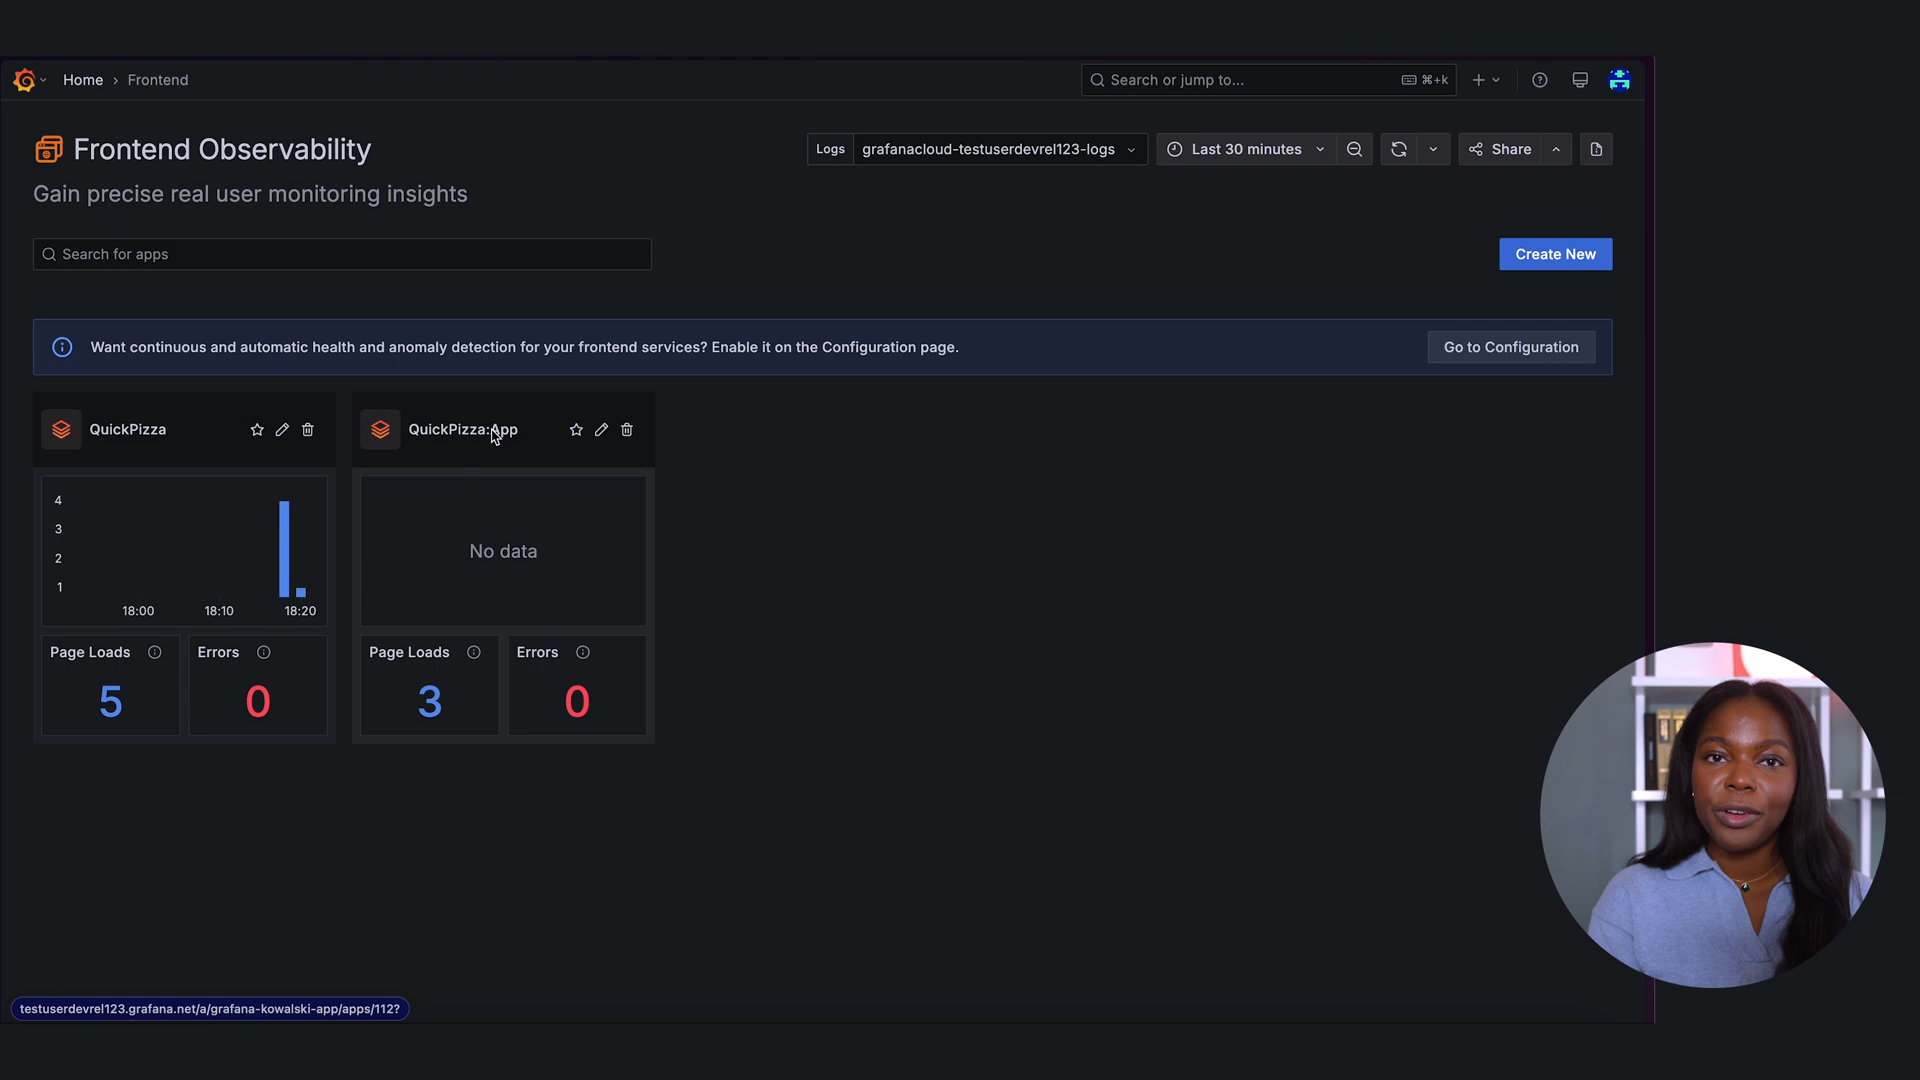 Home › Frontend
Search or jump to...
⌘+k
Frontend Observability
Gain precise real user monitoring insights
Logs
grafanacloud-testuserdevrel123-logs
Last 30 minutes
Share
Search for apps
Create New
Want continuous and automatic health and anomaly detection for your frontend services? Enable it on the Configuration page.
Go to Configuration
QuickPizza
4
3
2
1
18:00
18:10
18:20
Page Loads
5
Errors
0
QuickPizza:App
No data
Page Loads
3
Errors
0
testuserdevrel123.grafana.net/a/grafana-kowalski-app/apps/112?